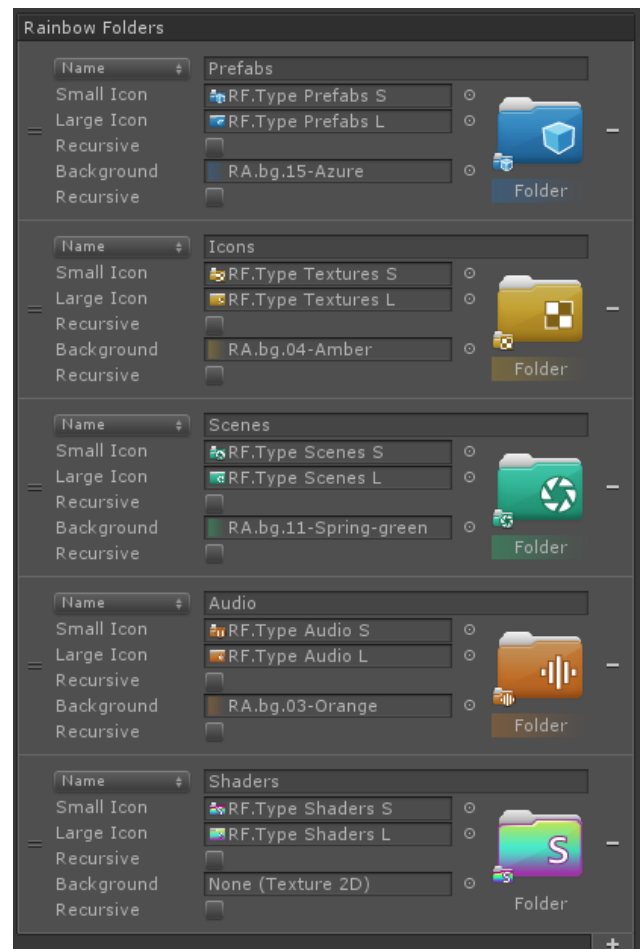 Rainbow Folders
Name Prefabs
Small Icon RF.Type Prefabs S
Large Icon RF.Type Prefabs L
Recursive
Background RA.bg.15-Azure
Recursive
Folder
Name Icons
Small Icon RF.Type Textures S
Large Icon RF.Type Textures L
Recursive
Background RA.bg.04-Amber
Recursive
Folder
Name Scenes
Small Icon RF.Type Scenes S
Large Icon RF.Type Scenes L
Recursive
Background RA.bg.11-Spring-green
Recursive
Folder
Name Audio
Small Icon RF.Type Audio S
Large Icon RF.Type Audio L
Recursive
Background RA.bg.03-Orange
Recursive
Folder
Name Shaders
Small Icon RF.Type Shaders S
Large Icon RF.Type Shaders L
S
Recursive
Background None (Texture 2D)
Recursive
Folder